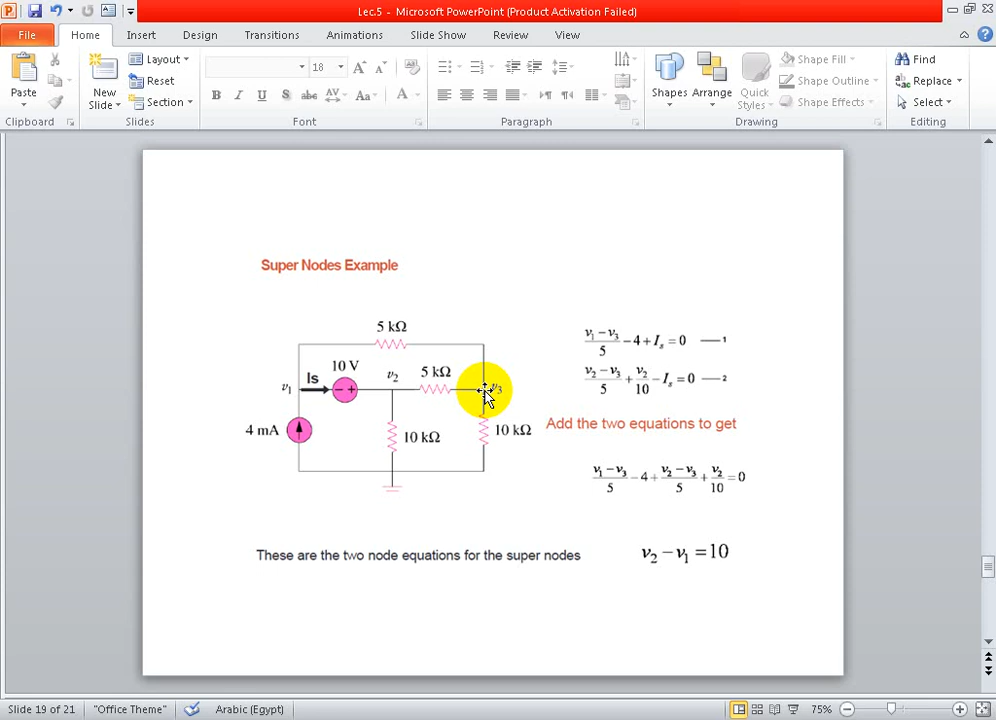 Lec.5 - Microsoft PowerPoint (Product Activation Failed)
File Home Insert Design Transitions Animations Slide Show Review View
Paste
Clipboard
New Slide
Layout
Reset
Section
Slides
18
B I U S abc AV Aa A
Font
Paragraph
Shapes Arrange Quick Styles
Shape Fill
Shape Outline
Shape Effects
Drawing
Find
Replace
Select
Editing
Super Nodes Example
5 kΩ
10 V
Is
v₁
v₂
5 kΩ
v₃
4 mA
10 kΩ
10 kΩ
(v₁ − v₃)/5 − 4 + Iₛ = 0 — 1
(v₂ − v₃)/5 + v₂/10 − Iₛ = 0 — 2
Add the two equations to get
(v₁ − v₃)/5 − 4 + (v₂ − v₃)/5 + v₂/10 = 0
These are the two node equations for the super nodes
v₂ − v₁ = 10
Slide 19 of 21 "Office Theme" Arabic (Egypt) 75%